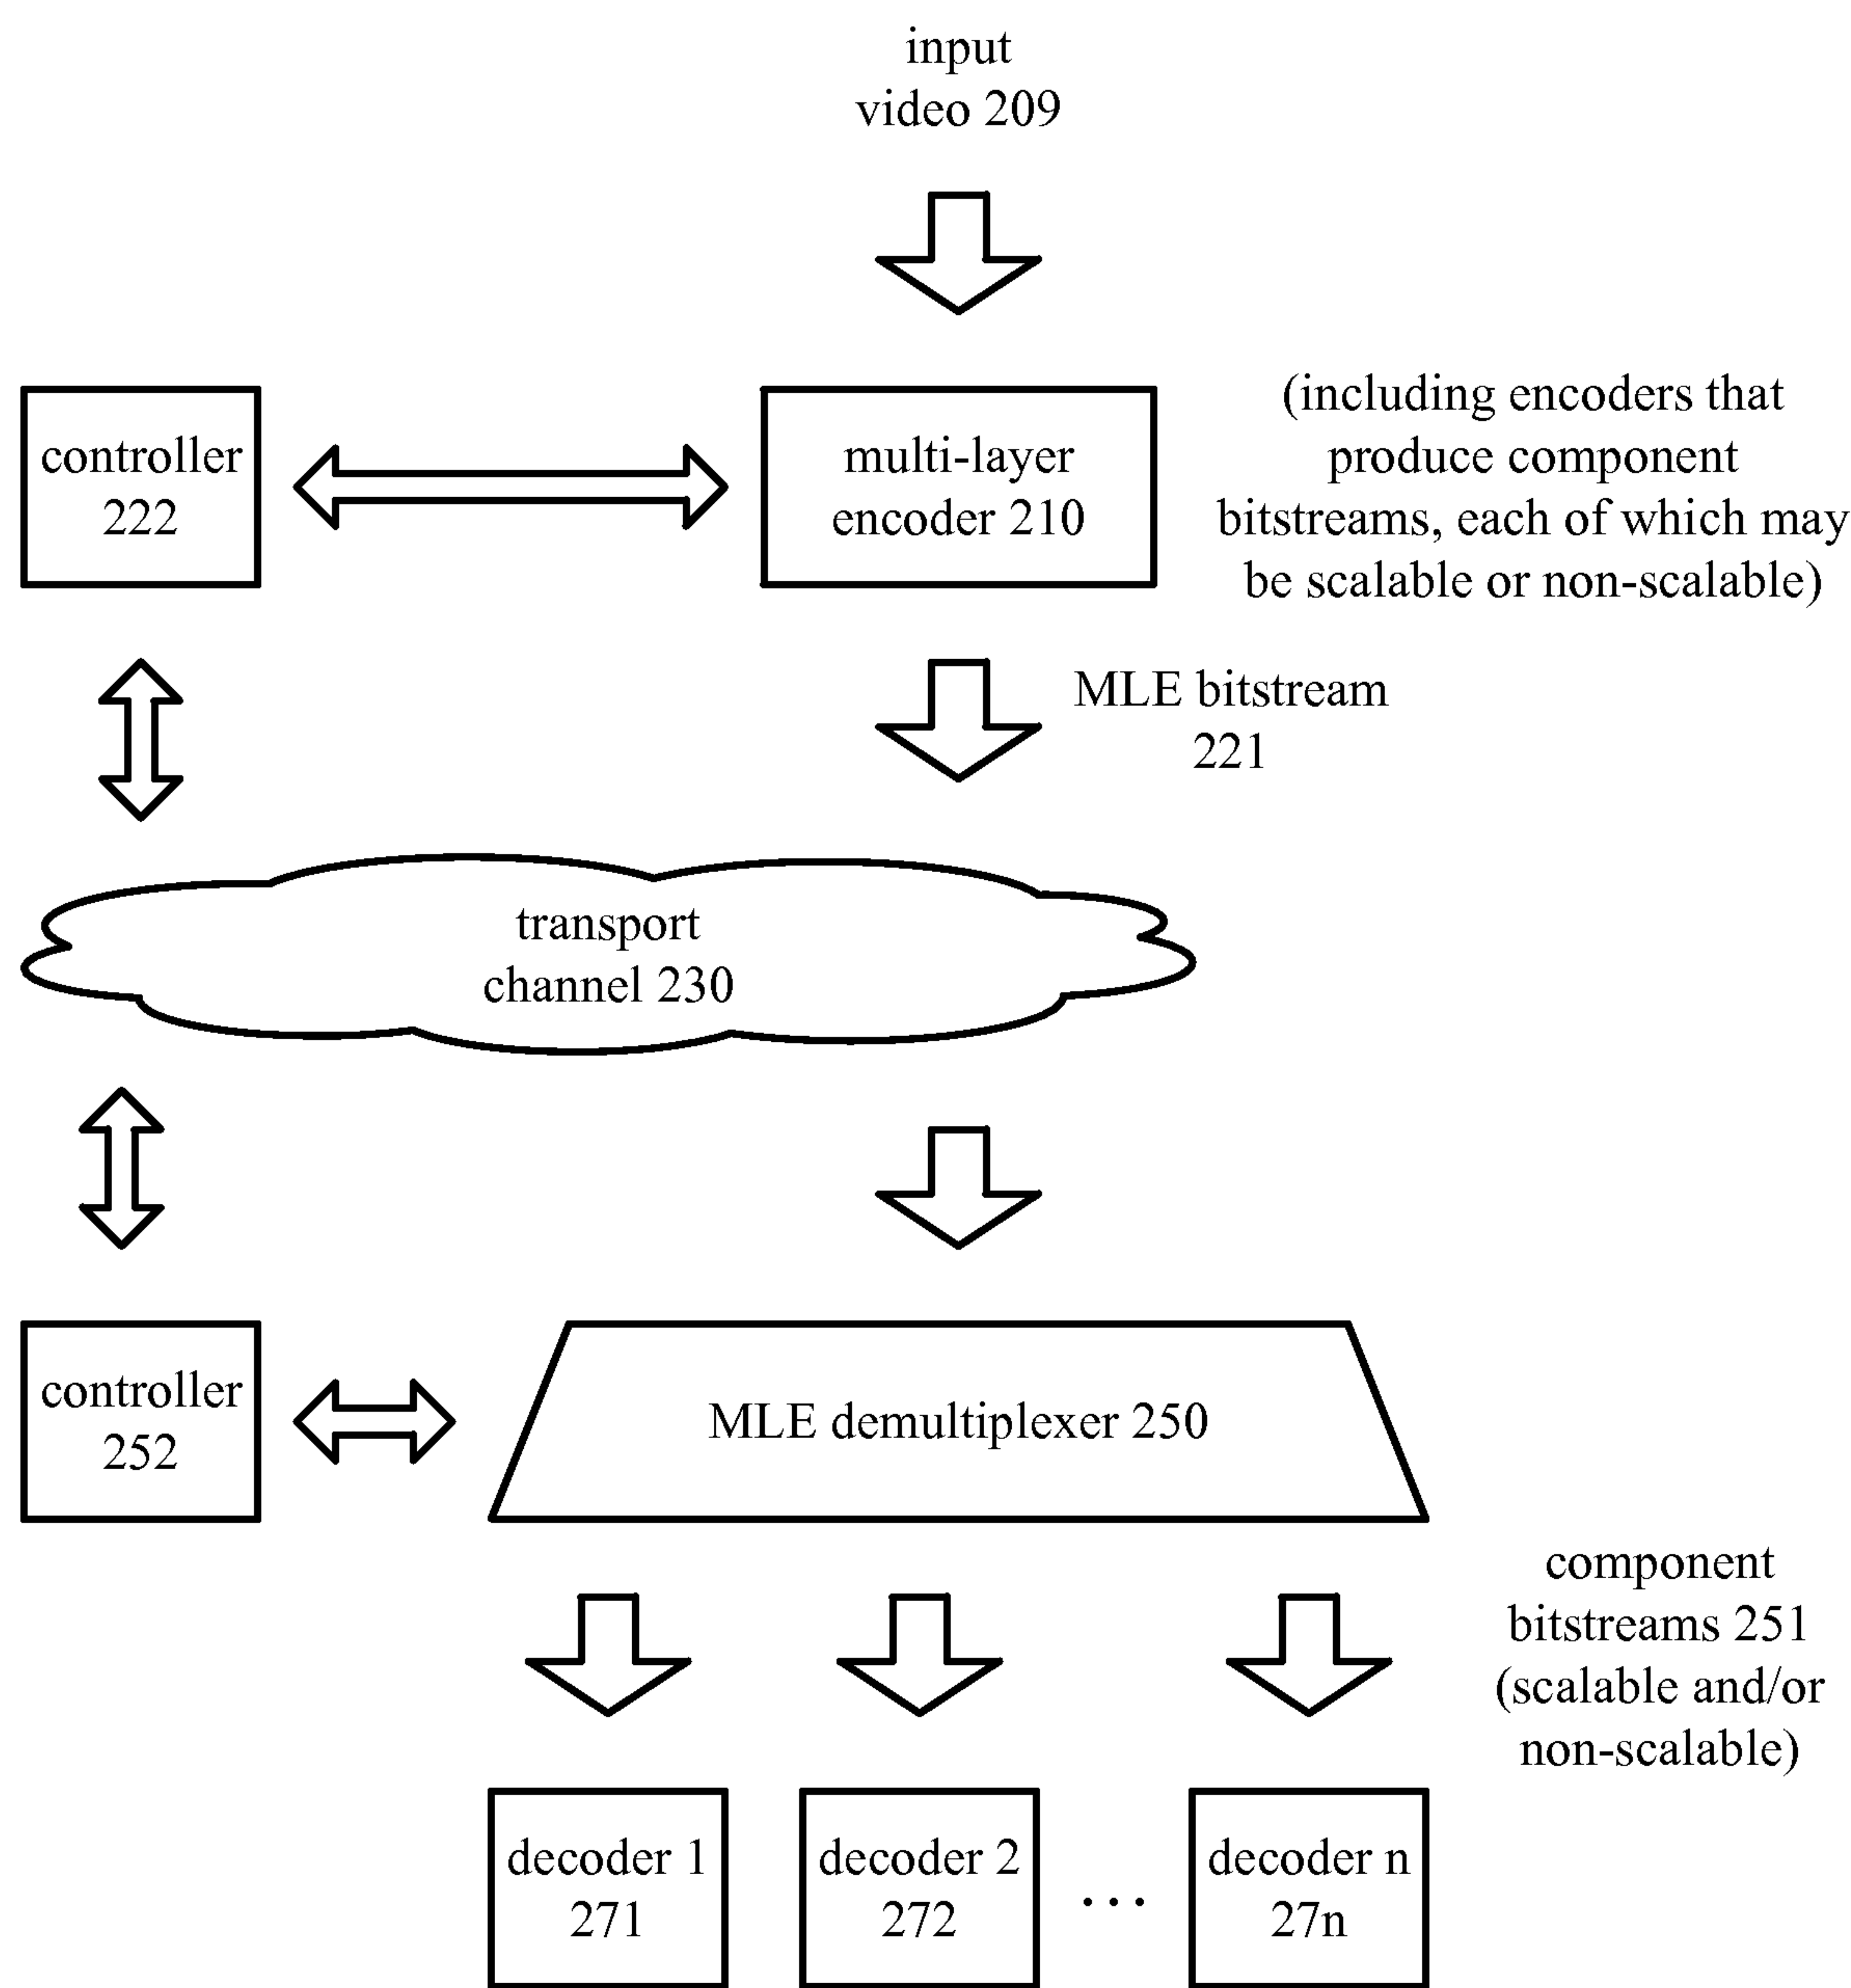 input
video 209
controller
222
multi-layer
encoder 210
(including encoders that
produce component
bitstreams, each of which may
be scalable or non-scalable)
MLE bitstream
221
transport
channel 230
controller
252
MLE demultiplexer 250
component
bitstreams 251
(scalable and/or
non-scalable)
decoder 1
271
decoder 2
272
...
decoder n
27n